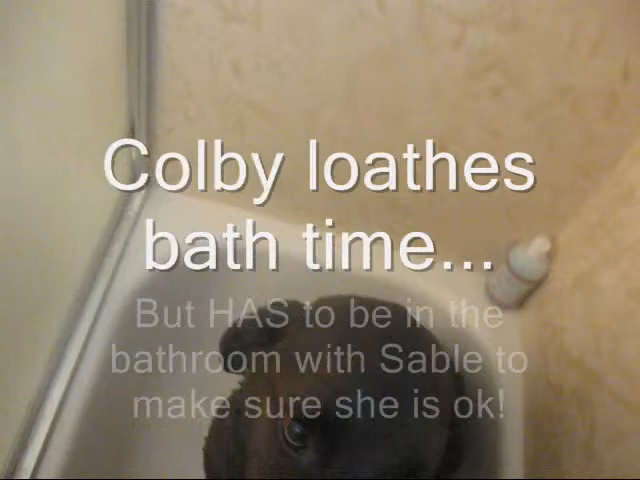 Colby loathes
bath time...
But HAS to be in the
bathroom with Sable to
make sure she is ok!